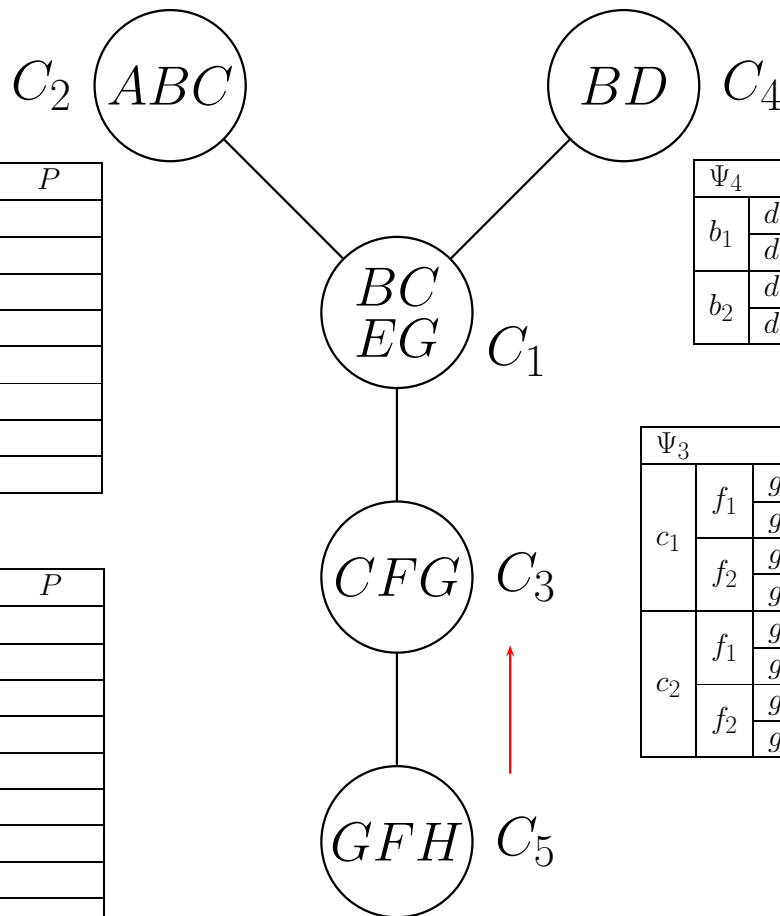 C₂ ABC BD C₄
P
Ψ₄
b₁ d
d
b₂ d
d
BC
EG
C₁
Ψ₃
c₁ f₁ g
g
f₂ g
g
c₂ f₁ g
g
f₂ g
g
CFG C₃
P
GFH C₅